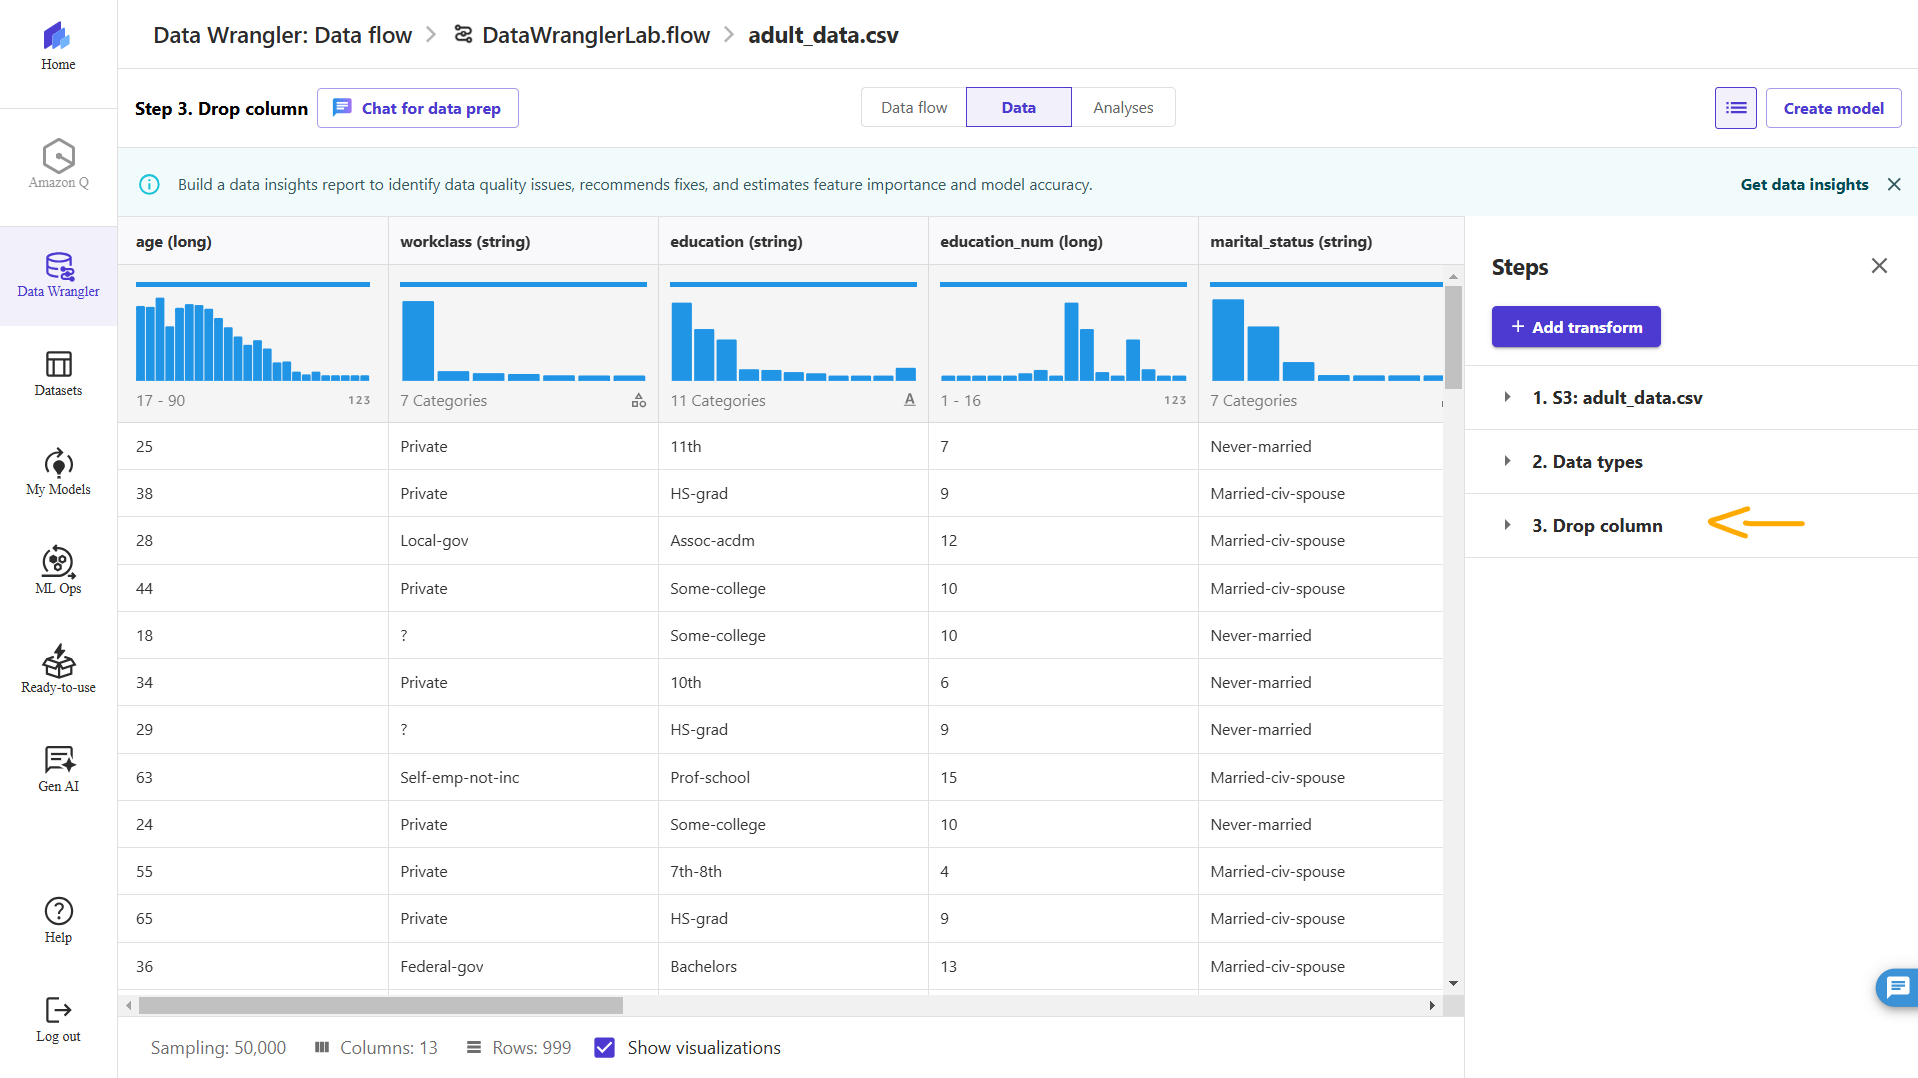 Home
Amazon Q
Data Wrangler
Datasets
My Models
ML Ops
Ready-to-use
Gen AI
Help
Log out
Data Wrangler: Data flow > DataWranglerLab.flow > adult_data.csv
Step 3. Drop column
Chat for data prep
Data flow
Data
Analyses
Create model
Build a data insights report to identify data quality issues, recommends fixes, and estimates feature importance and model accuracy.
Get data insights
age (long) workclass (string) education (string) education_num (long) marital_status (string)
17 - 90 123 7 Categories 11 Categories A 1 - 16 123 7 Categories
25 Private 11th 7 Never-married
38 Private HS-grad 9 Married-civ-spouse
28 Local-gov Assoc-acdm 12 Married-civ-spouse
44 Private Some-college 10 Married-civ-spouse
18 ? Some-college 10 Never-married
34 Private 10th 6 Never-married
29 ? HS-grad 9 Never-married
63 Self-emp-not-inc Prof-school 15 Married-civ-spouse
24 Private Some-college 10 Never-married
55 Private 7th-8th 4 Married-civ-spouse
65 Private HS-grad 9 Married-civ-spouse
36 Federal-gov Bachelors 13 Married-civ-spouse
Sampling: 50,000 Columns: 13 Rows: 999 Show visualizations
Steps
+ Add transform
1. S3: adult_data.csv
2. Data types
3. Drop column